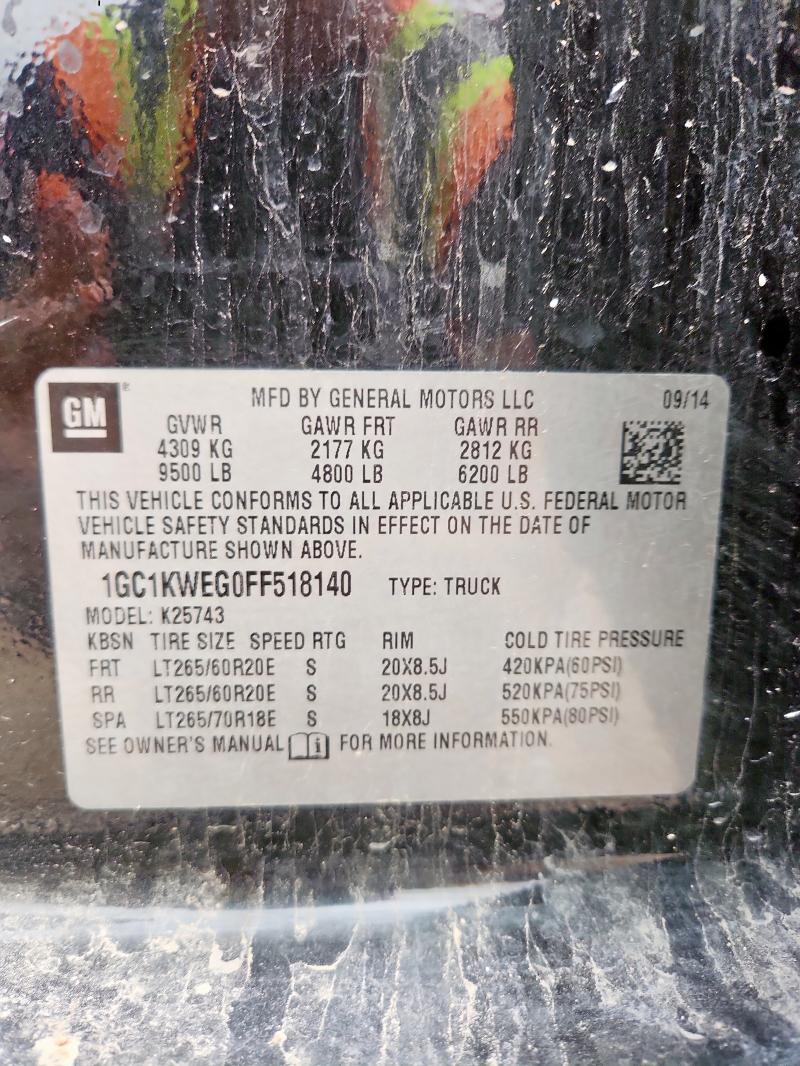 GM ® MFD BY GENERAL MOTORS LLC 09/14
GVWR GAWR FRT GAWR RR
4309 KG 2177 KG 2812 KG
9500 LB 4800 LB 6200 LB
THIS VEHICLE CONFORMS TO ALL APPLICABLE U.S. FEDERAL MOTOR
VEHICLE SAFETY STANDARDS IN EFFECT ON THE DATE OF
MANUFACTURE SHOWN ABOVE.
1GC1KWEG0FF518140 TYPE: TRUCK
MODEL: K25743
KBSN TIRE SIZE SPEED RTG RIM COLD TIRE PRESSURE
FRT LT265/60R20E S 20X8.5J 420KPA(60PSI)
RR LT265/60R20E S 20X8.5J 520KPA(75PSI)
SPA LT265/70R18E S 18X8J 550KPA(80PSI)
SEE OWNER'S MANUAL i FOR MORE INFORMATION.